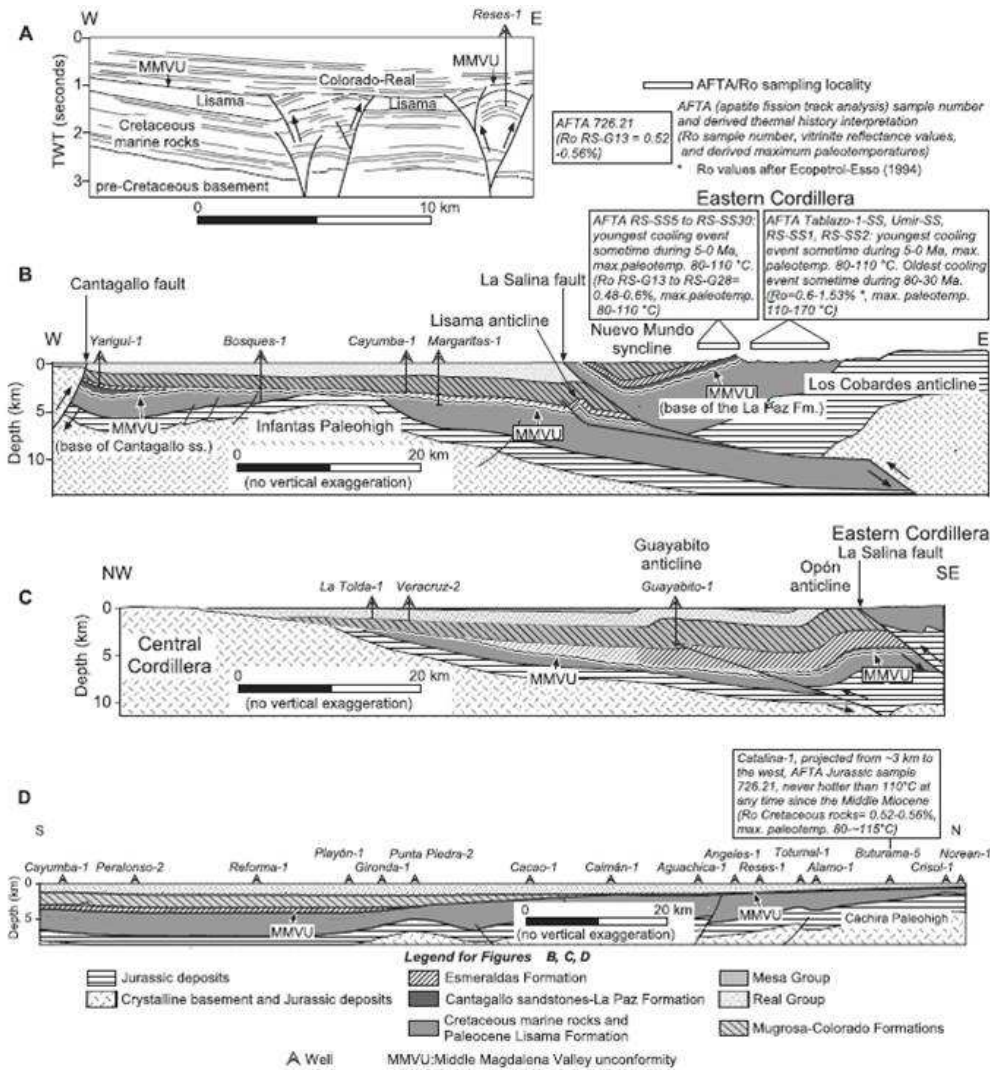 A
W
Reses-1
E
0
1
2
3
TWT (seconds)
MMVU
MMVU
Colorado-Real
Lisama
Lisama
Cretaceous
marine rocks
pre-Cretaceous basement
0
10 km
AFTA/Ro sampling locality
AFTA 726.21
(Ro RS-G13 = 0.52
-0.56%)
AFTA (apatite fission track analysis) sample number
and derived thermal history interpretation
(Ro sample number, vitrinite reflectance values,
and derived maximum paleotemperatures)
* Ro values after Ecopetrol-Esso (1994)
Eastern Cordillera
AFTA RS-SS5 to RS-SS30:
youngest cooling event
sometime during 5-0 Ma,
max.paleotemp. 80-110 °C.
(Ro RS-G13 to RS-G28=
0.48-0.6%, max.paleotemp.
80-110 °C)
AFTA Tablazo-1-SS, Umir-SS,
RS-SS1, RS-SS2: youngest cooling
event sometime during 5-0 Ma, max.
paleotemp. 80-110 °C. Oldest cooling
event sometime during 80-30 Ma.
(Ro=0.6-1.53% *, max. paleotemp.
110-170 °C)
B
Cantagallo fault
La Salina fault
Lisama anticline
Nuevo Mundo
syncline
W
E
Yariguí-1
Bosques-1
Cayumba-1
Margaritas-1
0
5
10
Depth (km)
MMVU
(base of Cantagallo ss.)
Infantas Paleohigh
MMVU
MMVU
(base of the La Paz Fm.)
Los Cobardes anticline
0
20 km
(no vertical exaggeration)
C
NW
Eastern Cordillera
La Salina fault
SE
Guayabito
anticline
Opón
anticline
La Tolda-1
Veracruz-2
Guayabito-1
0
5
10
Depth (km)
Central
Cordillera
MMVU
MMVU
0
20 km
(no vertical exaggeration)
Catalina-1, projected from ~3 km to
the west, AFTA Jurassic sample
726.21, never hotter than 110°C at
any time since the Middle Miocene
(Ro Cretaceous rocks= 0.52-0.56%,
max. paleotemp. 80-~115°C)
D
S
N
Cayumba-1
Peralonso-2
Reforma-1
Playón-1
Gironda-1
Punta Piedra-2
Cacao-1
Caimán-1
Aguachica-1
Angeles-1
Reses-1
Totumal-1
Alamo-1
Buturama-5
Crisol-1
Norean-1
0
5
Depth (km)
MMVU
MMVU
Cáchira Paleohigh
0
20 km
(no vertical exaggeration)
Legend for Figures B, C, D
Jurassic deposits
Esmeraldas Formation
Mesa Group
Crystalline basement and Jurassic deposits
Cantagallo sandstones-La Paz Formation
Real Group
Cretaceous marine rocks and
Paleocene Lisama Formation
Mugrosa-Colorado Formations
Well
MMVU:Middle Magdalena Valley unconformity